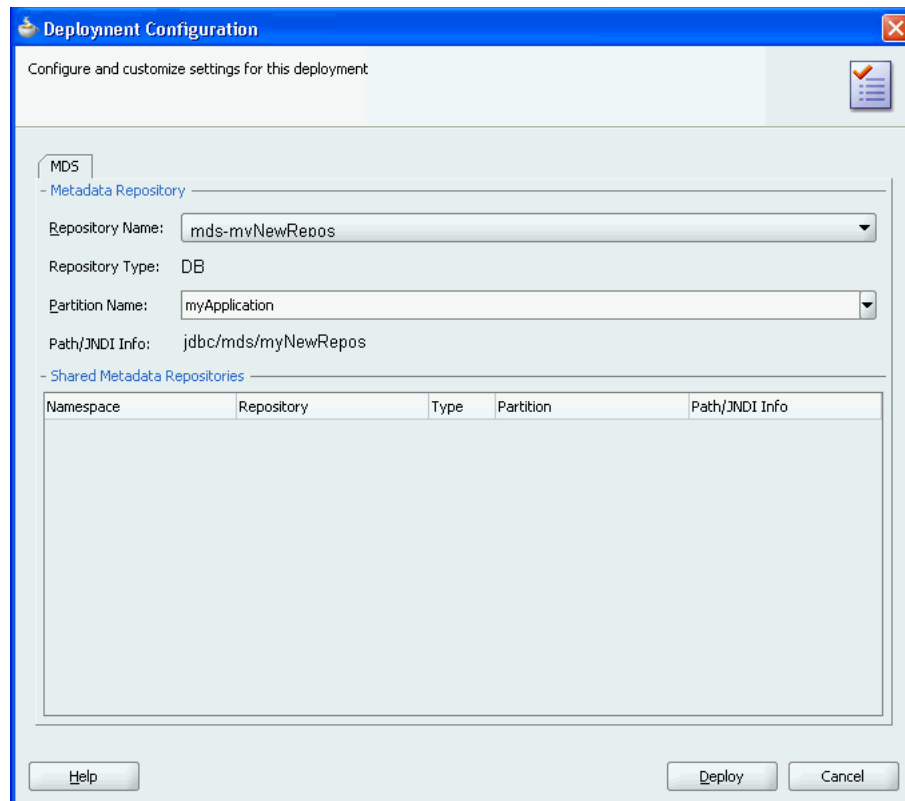 Deployment Configuration
Configure and customize settings for this deployment
MDS
Metadata Repository
Repository Name: mds-myNewRepos
Repository Type: DB
Partition Name: myApplication
Path/JNDI Info: jdbc/mds/myNewRepos
Shared Metadata Repositories
Namespace Repository Type Partition Path/JNDI Info
Help Deploy Cancel